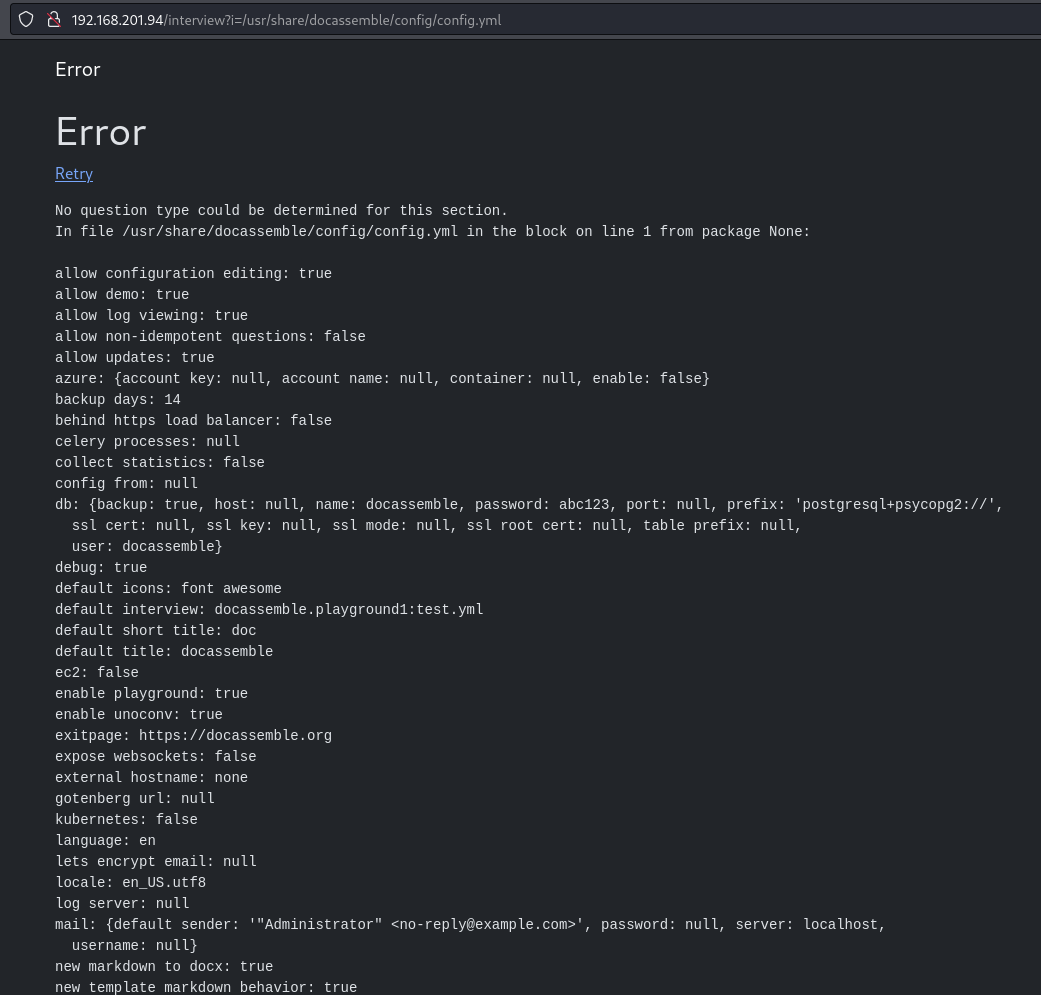 192.168.201.94/interview?i=/usr/share/docassemble/config/config.yml
Error
Error
Retry
No question type could be determined for this section.
In file /usr/share/docassemble/config/config.yml in the block on line 1 from package None:
allow configuration editing: true
allow demo: true
allow log viewing: true
allow non-idempotent questions: false
allow updates: true
azure: {account key: null, account name: null, container: null, enable: false}
backup days: 14
behind https load balancer: false
celery processes: null
collect statistics: false
config from: null
db: {backup: true, host: null, name: docassemble, password: abc123, port: null, prefix: 'postgresql+psycopg2://',
  ssl cert: null, ssl key: null, ssl mode: null, ssl root cert: null, table prefix: null,
  user: docassemble}
debug: true
default icons: font awesome
default interview: docassemble.playground1:test.yml
default short title: doc
default title: docassemble
ec2: false
enable playground: true
enable unoconv: true
exitpage: https://docassemble.org
expose websockets: false
external hostname: none
gotenberg url: null
kubernetes: false
language: en
lets encrypt email: null
locale: en_US.utf8
log server: null
mail: {default sender: '"Administrator" <no-reply@example.com>', password: null, server: localhost,
  username: null}
new markdown to docx: true
new template markdown behavior: true